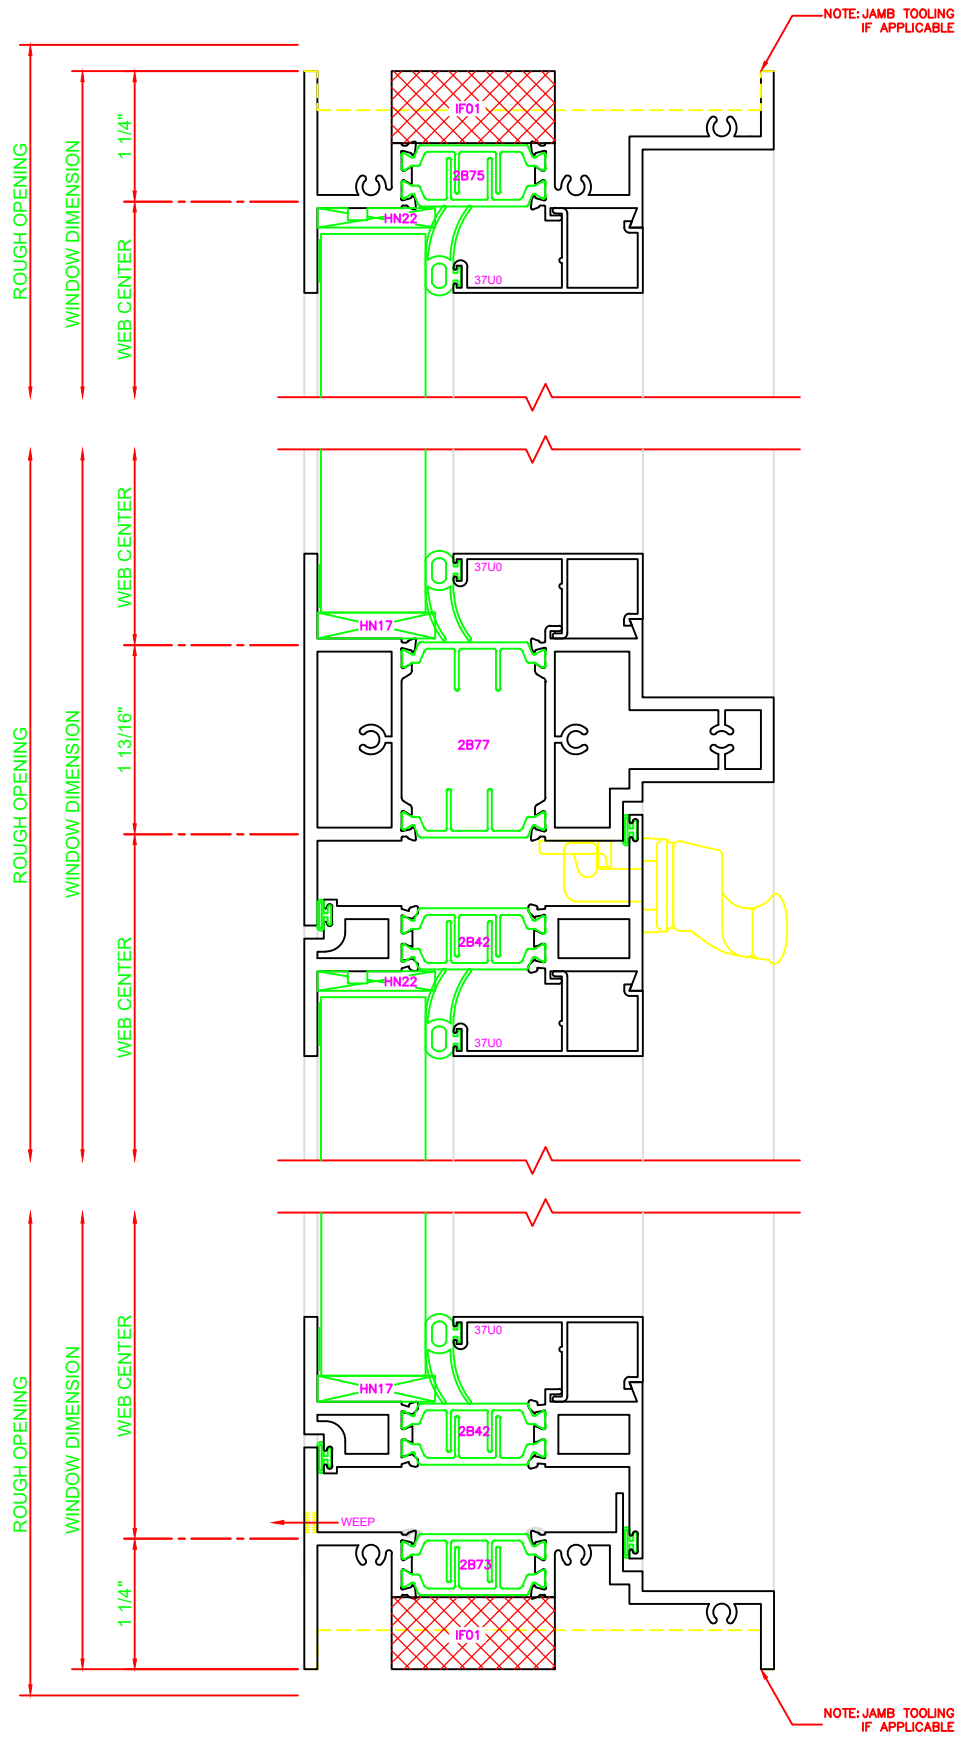 NOTE: JAMB TOOLING
IF APPLICABLE
IF01
1 1/4"
2B75
ROUGH OPENING
WINDOW DIMENSION
WEB CENTER
HN22
37U0
WEB CENTER
37U0
HN17
1 13/16"
2B77
ROUGH OPENING
WINDOW DIMENSION
2B42
WEB CENTER
HN22
37U0
37U0
WEB CENTER
HN17
ROUGH OPENING
WINDOW DIMENSION
2B42
WEEP
2B73
1 1/4"
IF01
NOTE: JAMB TOOLING
IF APPLICABLE